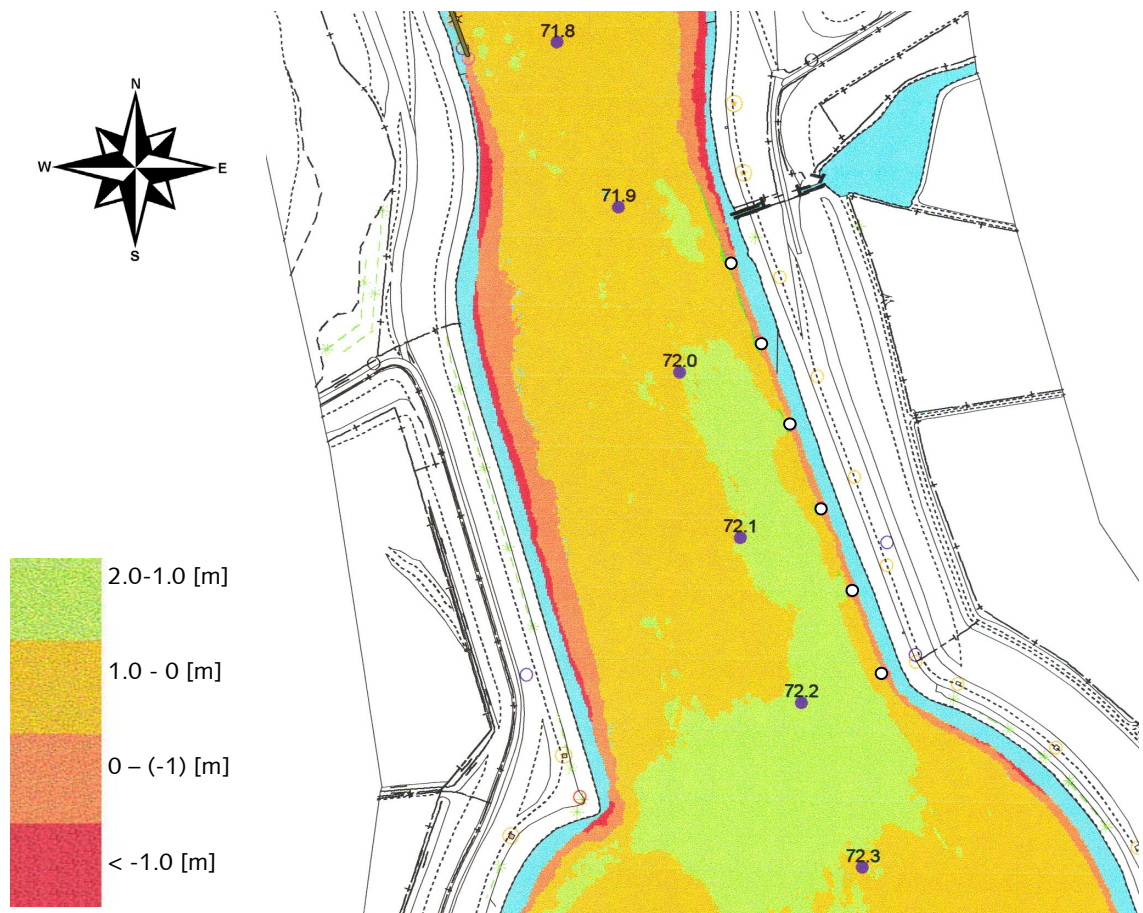 71.8
N
W
E
S
71.9
72.0
72.1
2.0-1.0 [m]
1.0 - 0 [m]
72.2
0 – (-1) [m]
< -1.0 [m]
72.3